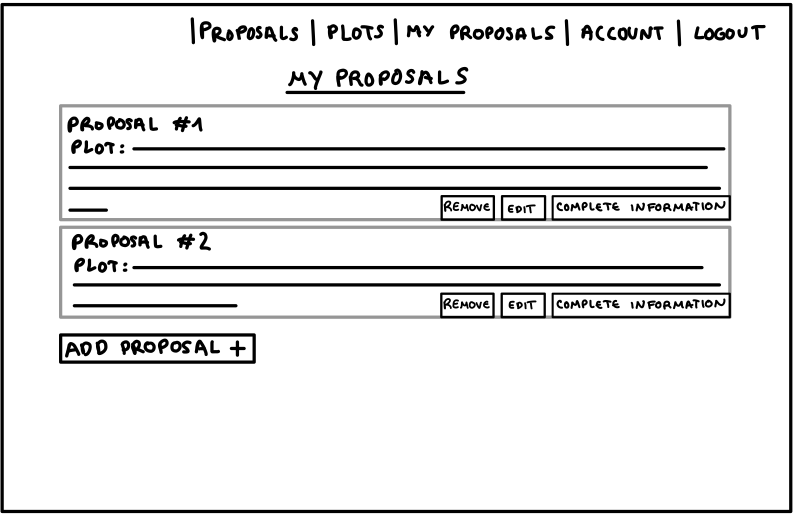 |PROPOSALS | PLOTS | MY PROPOSALS | ACCOUNT | LOGOUT
MY PROPOSALS
PROPOSAL #1
PLOT:
REMOVE EDIT COMPLETE INFORMATION
PROPOSAL #2
PLOT:
REMOVE EDIT COMPLETE INFORMATION
ADD PROPOSAL +